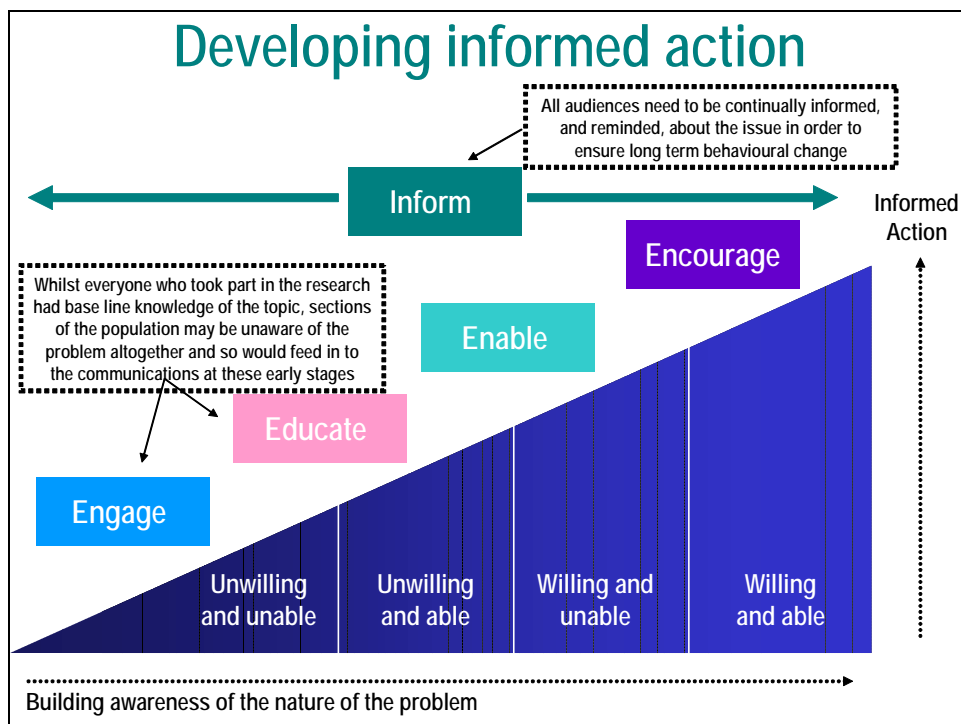 Developing informed action
All audiences need to be continually informed,
and reminded, about the issue in order to
ensure long term behavioural change
Inform
Informed
Action
Encourage
Whilst everyone who took part in the research
had base line knowledge of the topic, sections
of the population may be unaware of the
problem altogether and so would feed in to
the communications at these early stages
Enable
Educate
Engage
Unwilling
and unable
Unwilling
and able
Willing and
unable
Willing
and able
Building awareness of the nature of the problem